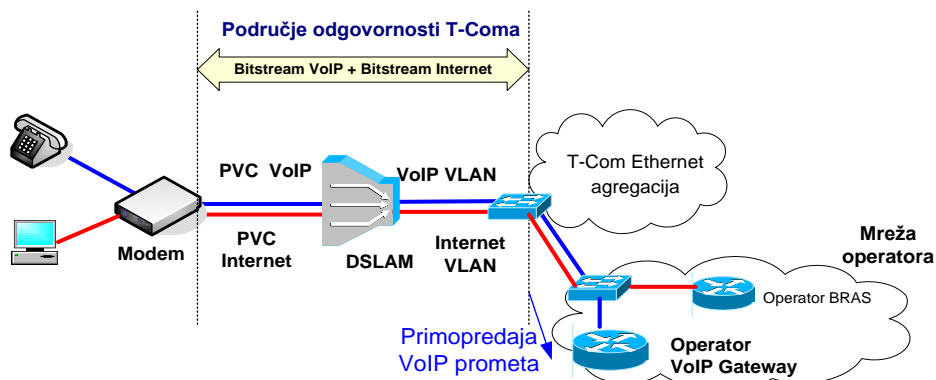 Područje odgovornosti T-Coma
Bitstream VoIP + Bitstream Internet
T-Com Ethernet
agregacija
PVC VoIP
VoIP VLAN
Modem
PVC
Internet
DSLAM
Internet
VLAN
Mreža
operatora
Operator BRAS
Primopredaja
VoIP prometa
Operator
VoIP Gateway